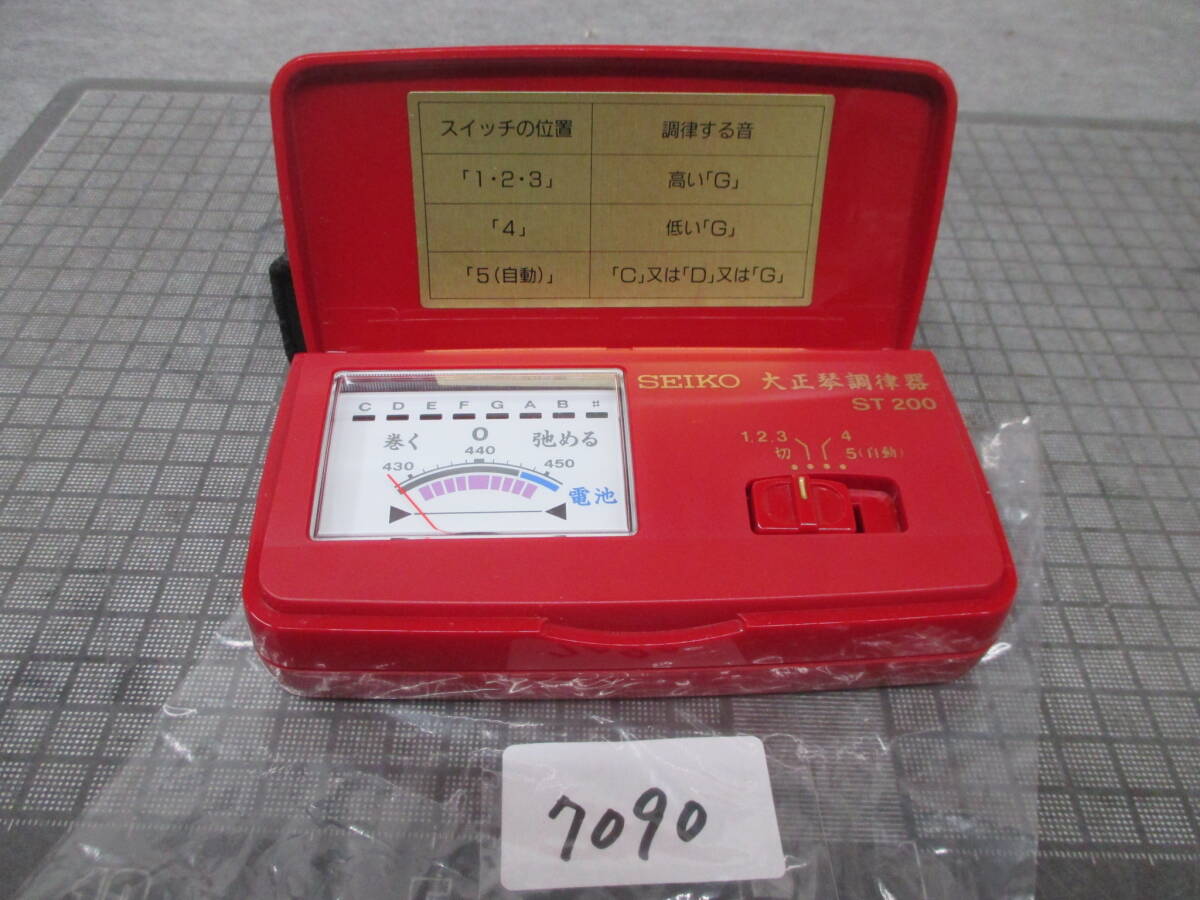 スイッチの位置 調律する音
「1・2・3」 高い「G」
「4」 低い「G」
「5(自動)」 「C」又は「D」又は「G」
SEIKO 大正琴調律器
ST 200
C D E F G A B #
巻く 0 弛める
430 440 450
電池
1,2,3 4
切 5(自動)
7090